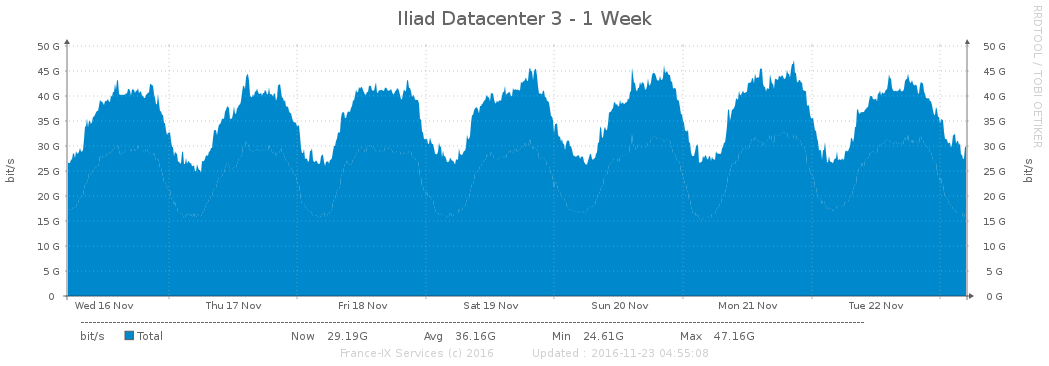 Iliad Datacenter 3 - 1 Week
RRDTOOL / TOBI OETIKER
50 G 50 G
45 G 45 G
40 G 40 G
35 G 35 G
30 G 30 G
25 G 25 G
20 G 20 G
15 G 15 G
10 G 10 G
5 G 5 G
0 0 G
bit/s bit/s
Wed 16 Nov Thu 17 Nov Fri 18 Nov Sat 19 Nov Sun 20 Nov Mon 21 Nov Tue 22 Nov
bit/s Total Now 29.19G Avg 36.16G Min 24.61G Max 47.16G
France-IX Services (c) 2016 Updated : 2016-11-23 04:55:08